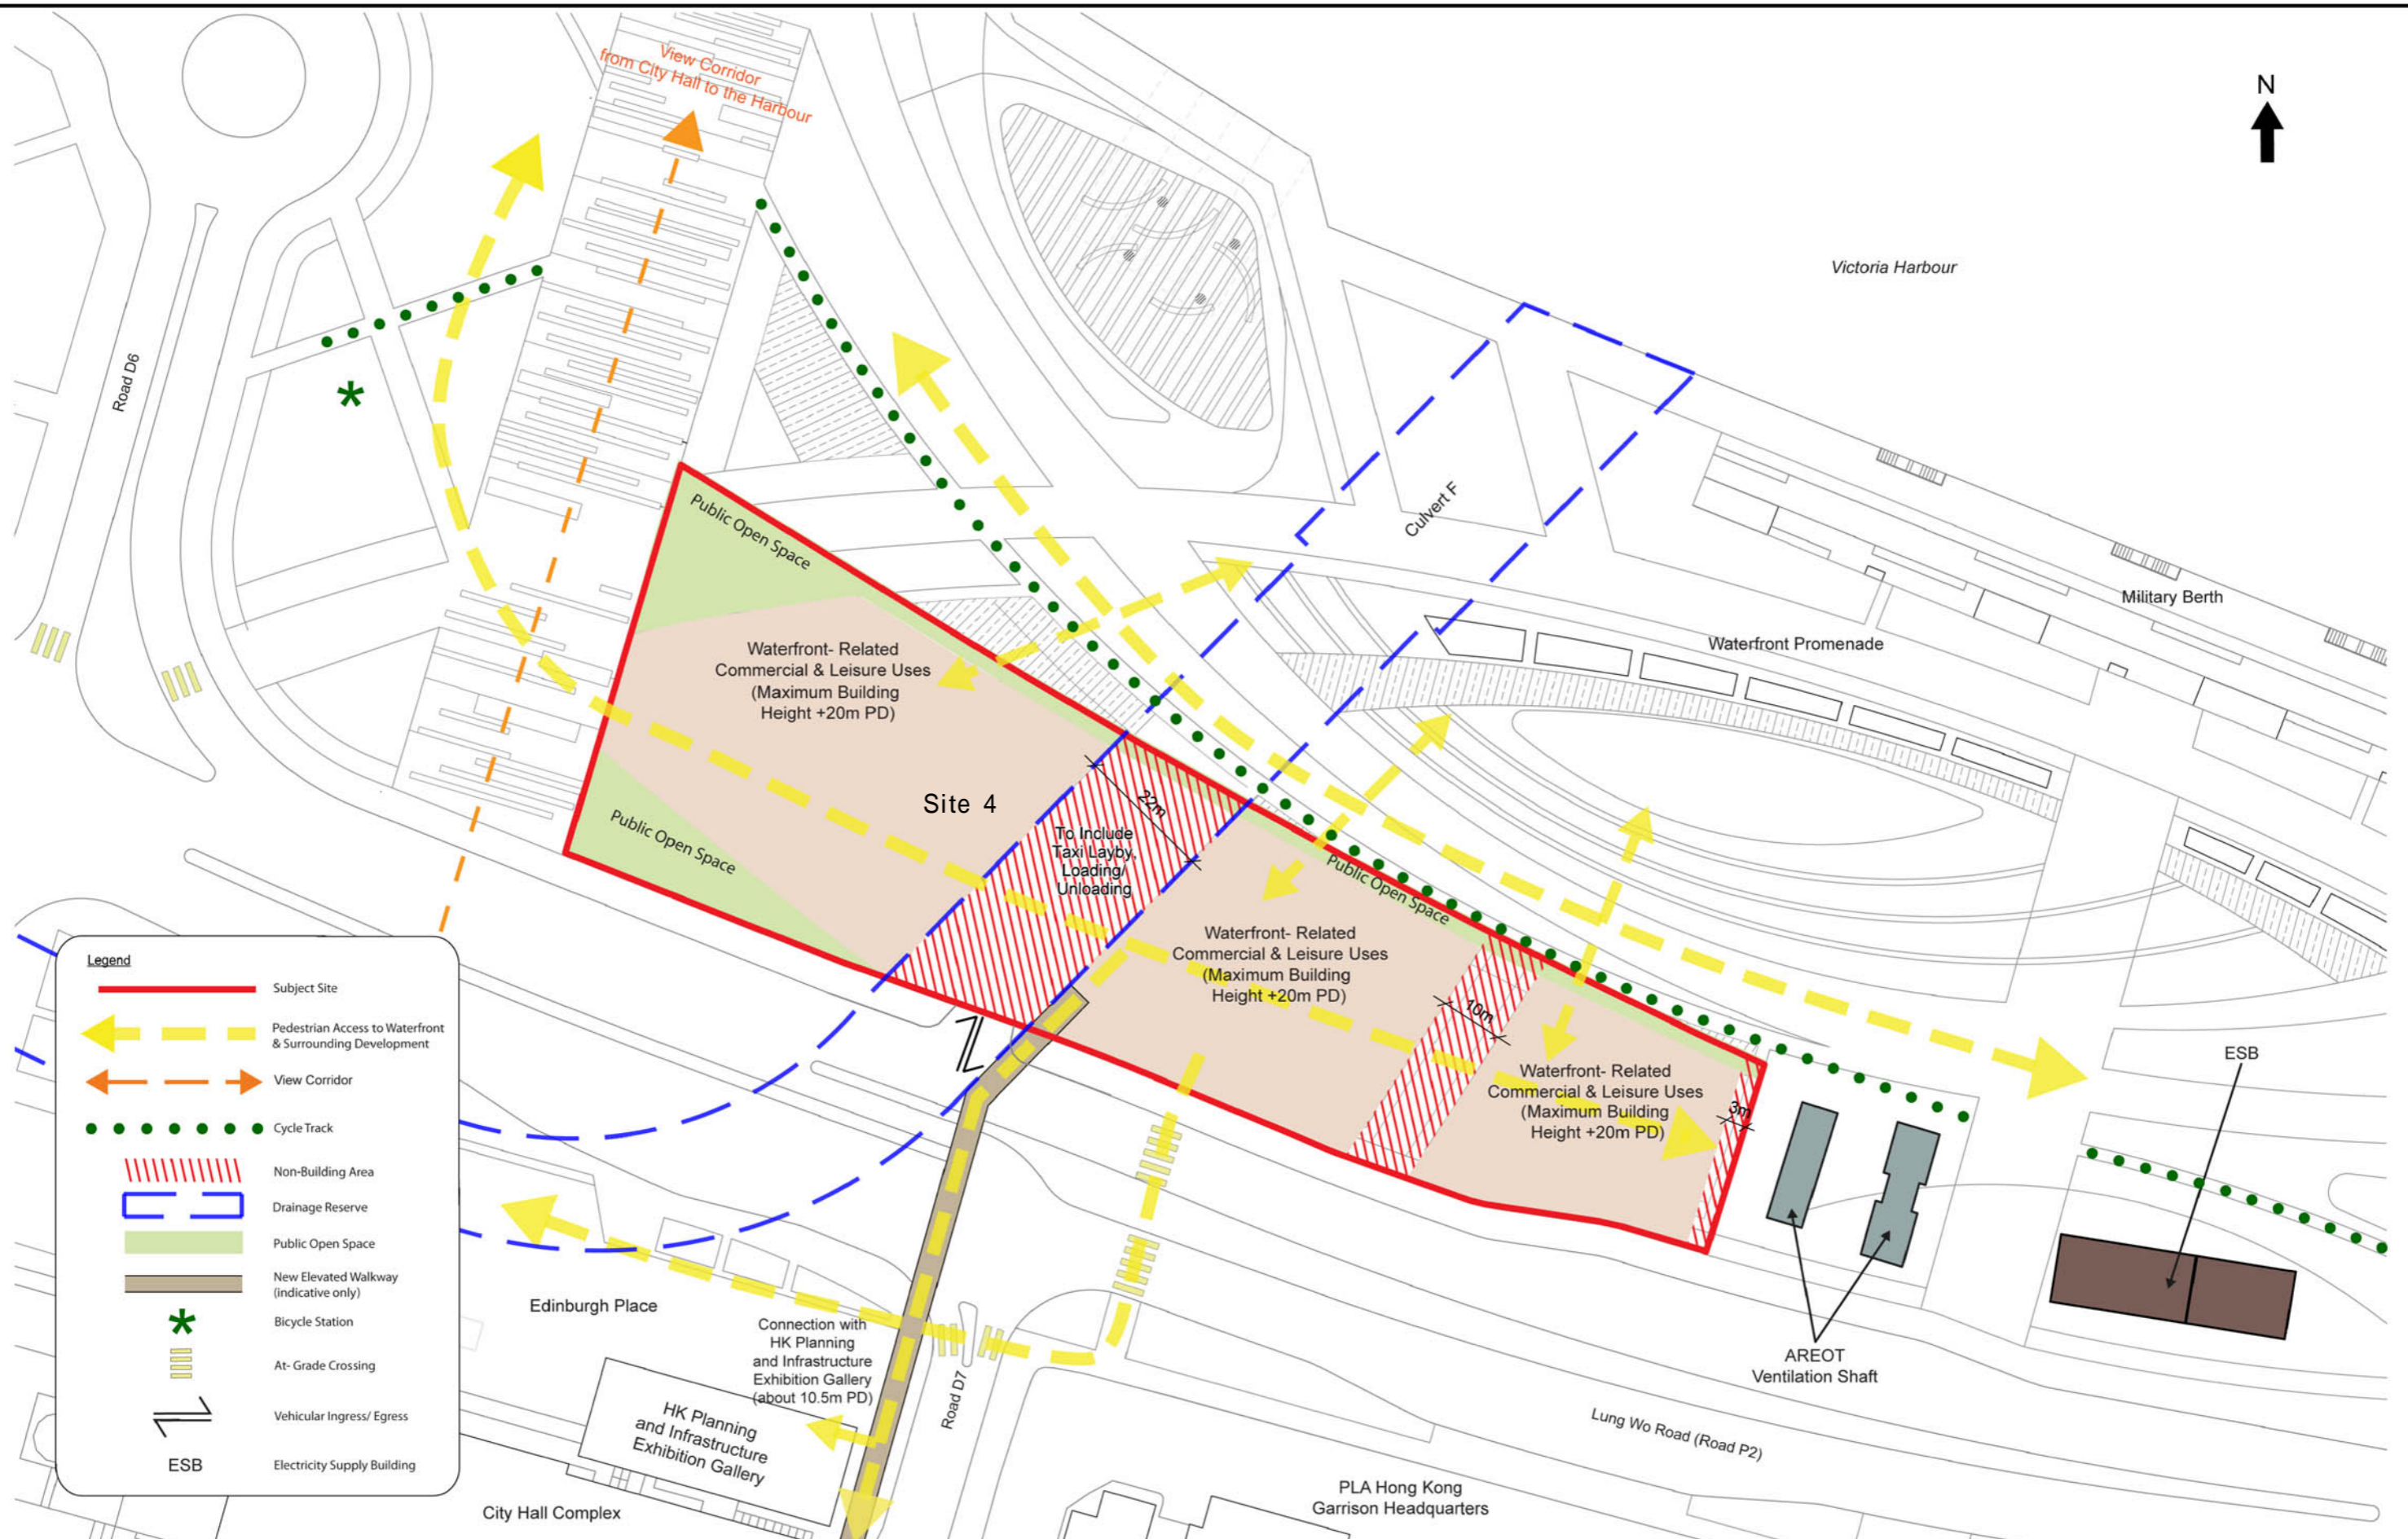 View Corridor
from City Hall to the Harbour
N
Victoria Harbour
Road D6
Culvert F
Public Open Space
Military Berth
Waterfront Promenade
Waterfront- Related
Commercial & Leisure Uses
(Maximum Building
Height +20m PD)
Site 4
22m
To Include
Taxi Layby,
Loading/
Unloading
Public Open Space
Public Open Space
Waterfront- Related
Commercial & Leisure Uses
(Maximum Building
Height +20m PD)
10m
Waterfront- Related
Commercial & Leisure Uses
(Maximum Building
Height +20m PD)
3m
ESB
AREOT
Ventilation Shaft
Legend
Subject Site
Pedestrian Access to Waterfront
& Surrounding Development
View Corridor
Cycle Track
Non-Building Area
Drainage Reserve
Public Open Space
New Elevated Walkway
(indicative only)
Bicycle Station
At- Grade Crossing
Vehicular Ingress/ Egress
ESB
Electricity Supply Building
Edinburgh Place
Connection with
HK Planning
and Infrastructure
Exhibition Gallery
(about 10.5m PD)
HK Planning
and Infrastructure
Exhibition Gallery
City Hall Complex
Road D7
Lung Wo Road (Road P2)
PLA Hong Kong
Garrison Headquarters